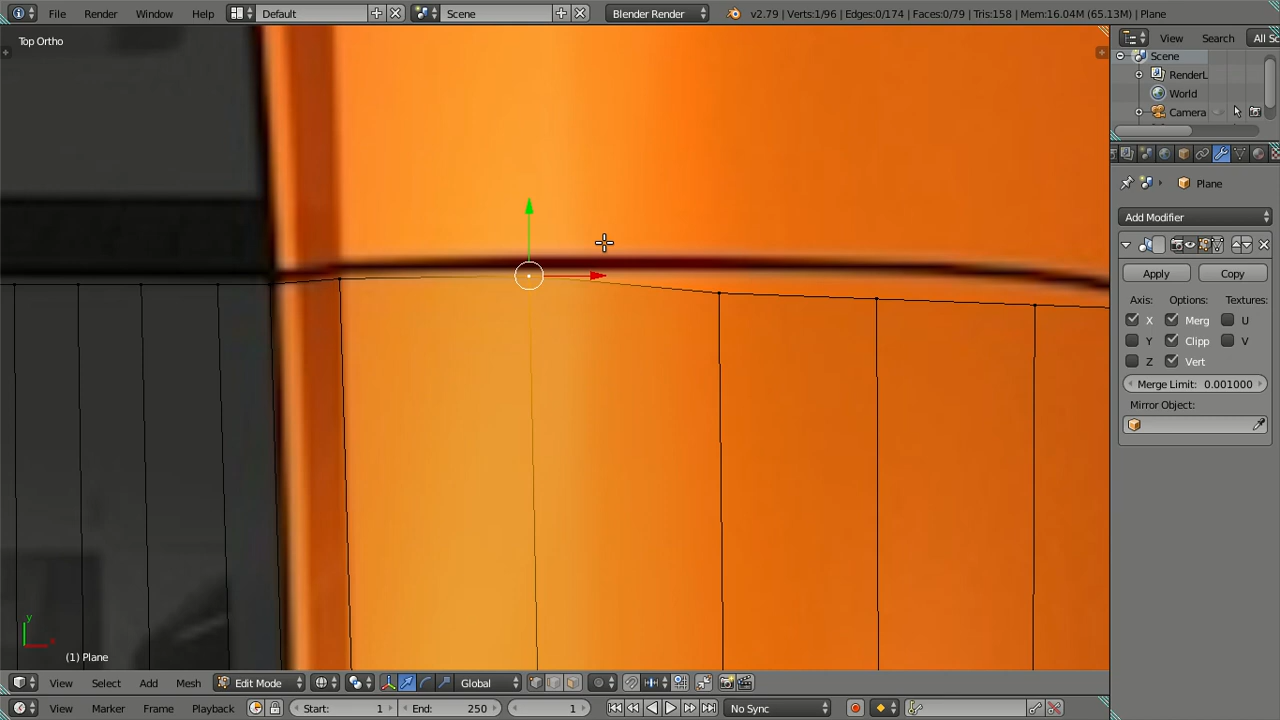 File Render Window Help Default Scene Blender Render v2.79 | Verts:1/96 | Edges:0/174 | Faces:0/79 | Tris:158 | Mem:16.04M (65.13M) | Plane
Top Ortho
View Search All Sc
Scene
RenderL
World
Camera
Plane
Add Modifier
Apply Copy
Axis: Options: Textures:
X Merg U
Y Clipp V
Z Vert
Merge Limit: 0.001000
Mirror Object:
y
x
(1) Plane
View Select Add Mesh Edit Mode Global
View Marker Frame Playback Start: 1 End: 250 1 No Sync